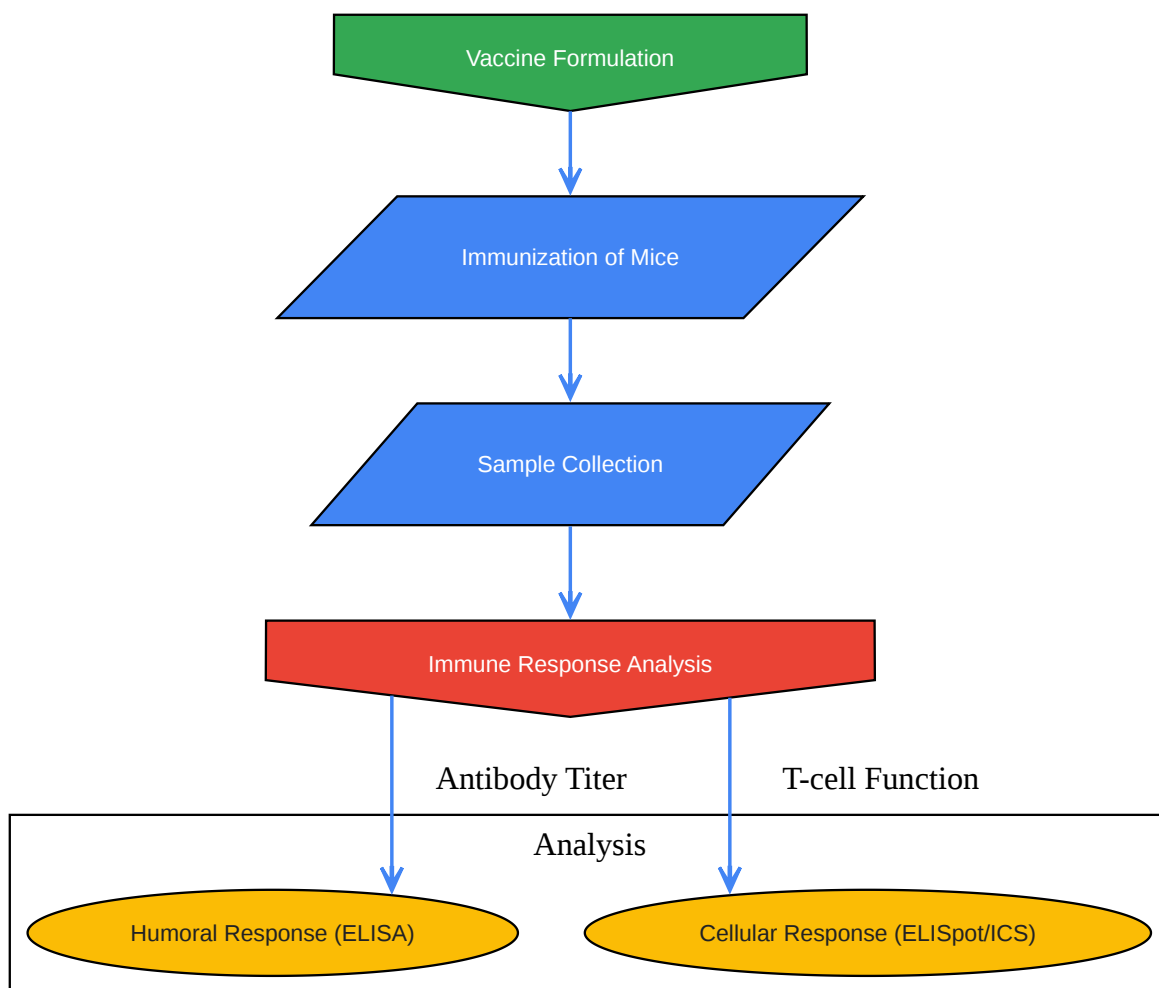 Vaccine Formulation
Immunization of Mice
Sample Collection
Immune Response Analysis
Antibody Titer
T-cell Function
Analysis
Humoral Response (ELISA)
Cellular Response (ELISpot/ICS)